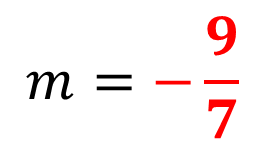 m = − 9/7